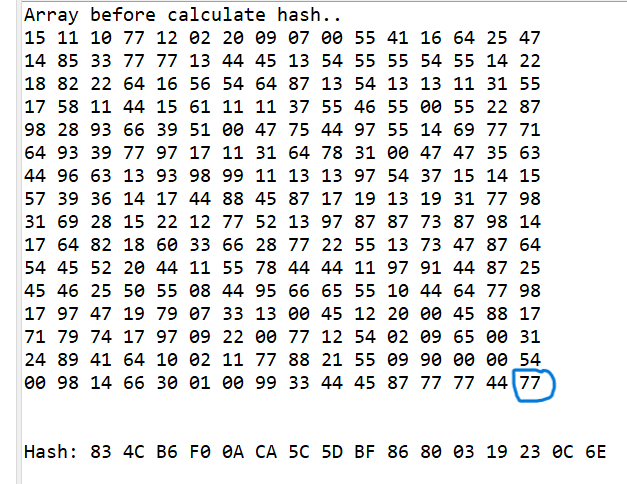 Array before calculate hash..
15 11 10 77 12 02 20 09 07 00 55 41 16 64 25 47
14 85 33 77 77 13 44 45 13 54 55 55 54 55 14 22
18 82 22 64 16 56 54 64 87 13 54 13 13 11 31 55
17 58 11 44 15 61 11 11 37 55 46 55 00 55 22 87
98 28 93 66 39 51 00 47 75 44 97 55 14 69 77 71
64 93 39 77 97 17 11 31 64 78 31 00 47 47 35 63
44 96 63 13 93 98 99 11 13 13 97 54 37 15 14 15
57 39 36 14 17 44 88 45 87 17 19 13 19 31 77 98
31 69 28 15 22 12 77 52 13 97 87 87 73 87 98 14
17 64 82 18 60 33 66 28 77 22 55 13 73 47 87 64
54 45 52 20 44 11 55 78 44 44 11 97 91 44 87 25
45 46 25 50 55 08 44 95 66 65 55 10 44 64 77 98
17 97 47 19 79 07 33 13 00 45 12 20 00 45 88 17
71 79 74 17 97 09 22 00 77 12 54 02 09 65 00 31
24 89 41 64 10 02 11 77 88 21 55 09 90 00 00 54
00 98 14 66 30 01 00 99 33 44 45 87 77 77 44 77
Hash: 83 4C B6 F0 0A CA 5C 5D BF 86 80 03 19 23 0C 6E